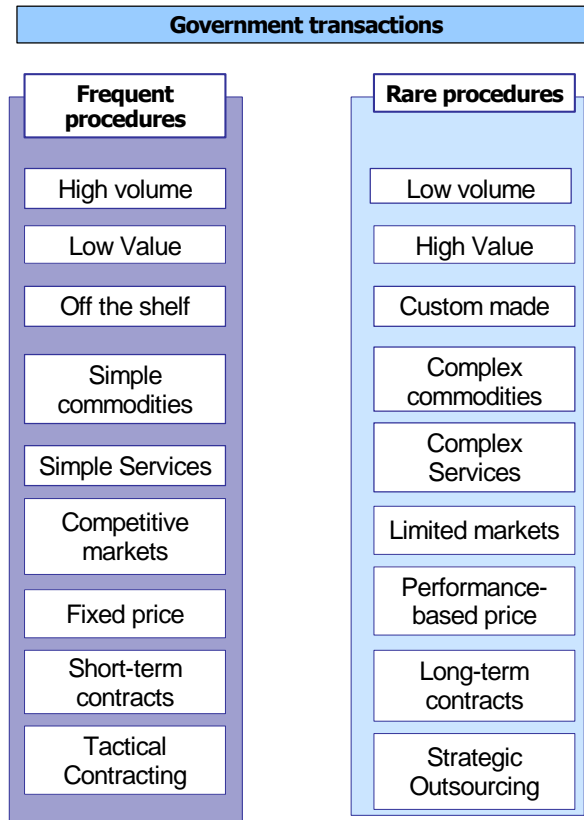 Government transactions
Frequent
procedures
High volume
Low Value
Off the shelf
Simple
commodities
Simple Services
Competitive
markets
Fixed price
Short-term
contracts
Tactical
Contracting
Rare procedures
Low volume
High Value
Custom made
Complex
commodities
Complex
Services
Limited markets
Performance-
based price
Long-term
contracts
Strategic
Outsourcing